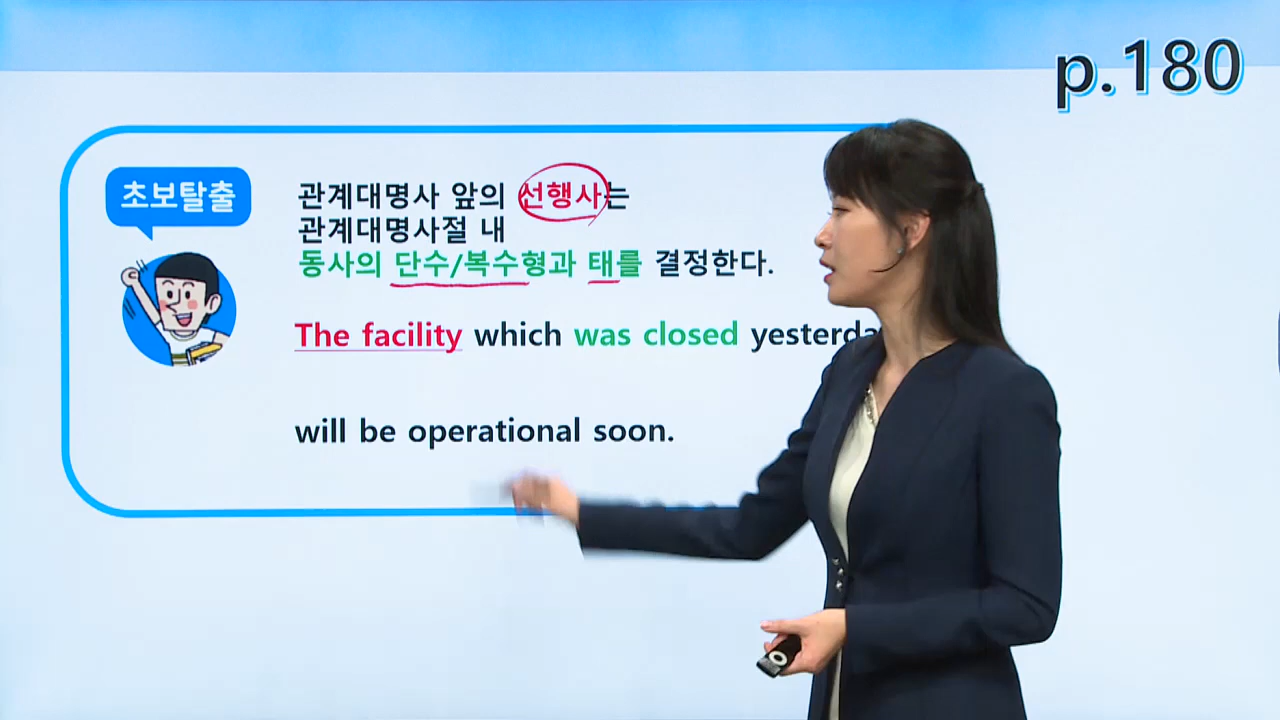 p.180
초보탈출
관계대명사 앞의 선행사는
관계대명사절 내
동사의 단수/복수형과 태를 결정한다.
The facility which was closed
will be operational soon.